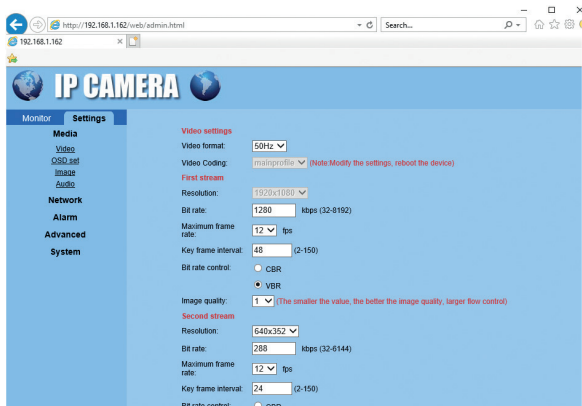 http://192.168.1.162/web/admin.html
Search...
192.168.1.162
IP CAMERA
Monitor Settings
Media
Video
OSD set
Image
Audio
Network
Alarm
Advanced
System
Video settings
Video format: 50Hz
Video Coding: mainprofile (Note:Modify the settings, reboot the device)
First stream
Resolution: 1920x1080
Bit rate: 1280 kbps (32-8192)
Maximum frame
rate: 12 fps
Key frame interval: 48 (2-150)
Bit rate control: CBR
VBR
Image quality: 1 (The smaller the value, the better the image quality, larger flow control)
Second stream
Resolution: 640x352
Bit rate: 288 kbps (32-6144)
Maximum frame
rate: 12 fps
Key frame interval: 24 (2-150)
Bit rate control: CBR